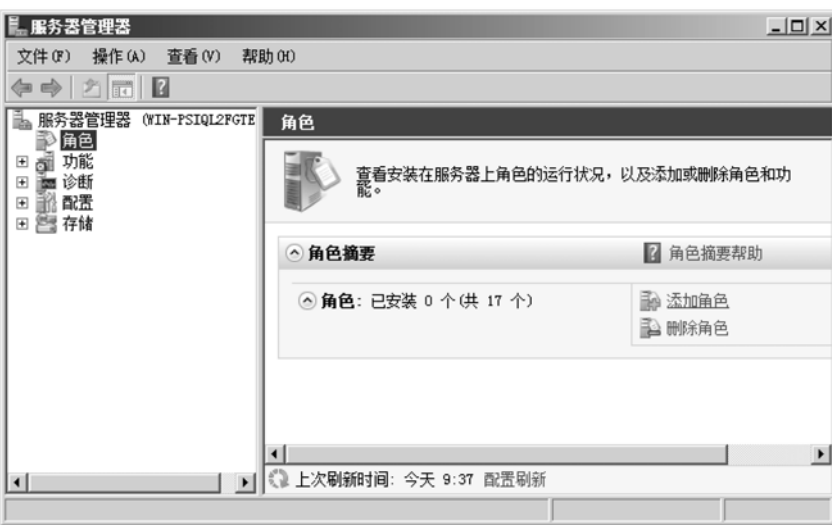 服务器管理器
文件(F) 操作(A) 查看(V) 帮助(H)
服务器管理器 (WIN-PSIQL2FGTE
角色
功能
诊断
配置
存储
角色
查看安装在服务器上角色的运行状况，以及添加或删除角色和功
能。
角色摘要
角色摘要帮助
角色：已安装 0 个(共 17 个)
添加角色
删除角色
上次刷新时间：今天 9:37 配置刷新